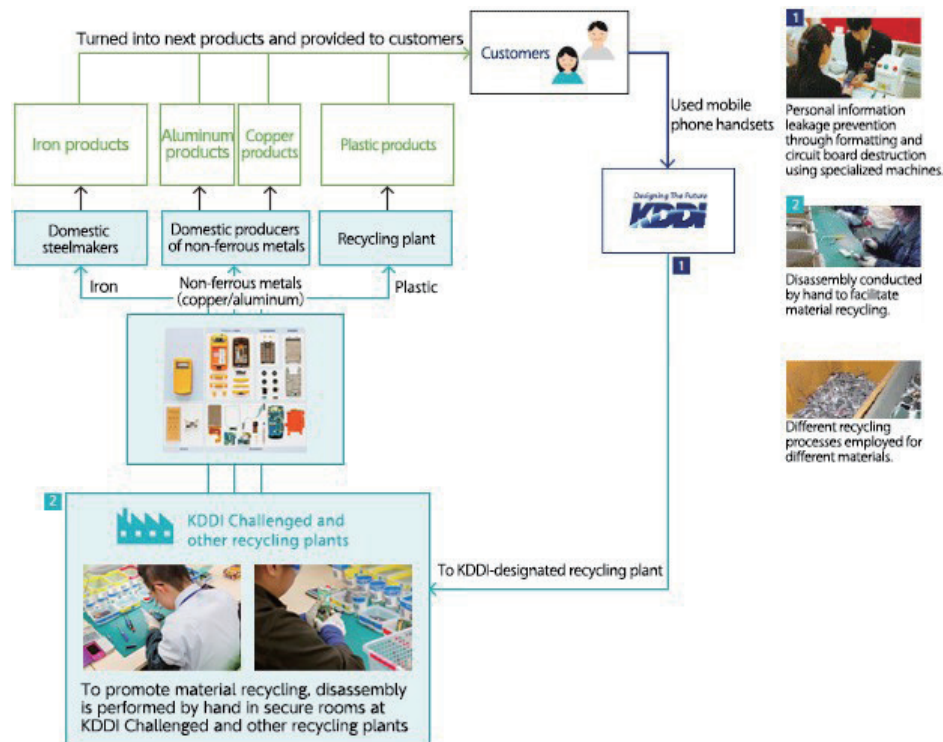 Turned into next products and provided to customers
Customers
Used mobile
phone handsets
Iron products
Aluminum
products
Copper
products
Plastic products
Designing The Future
KDDI
1
Domestic
steelmakers
Domestic producers
of non-ferrous metals
Recycling plant
Iron
Non-ferrous metals
(copper/aluminum)
Plastic
2
KDDI Challenged and
other recycling plants
To KDDI-designated recycling plant
To promote material recycling, disassembly
is performed by hand in secure rooms at
KDDI Challenged and other recycling plants
1
Personal information
leakage prevention
through formatting and
circuit board destruction
using specialized machines.
2
Disassembly conducted
by hand to facilitate
material recycling.
Different recycling
processes employed for
different materials.